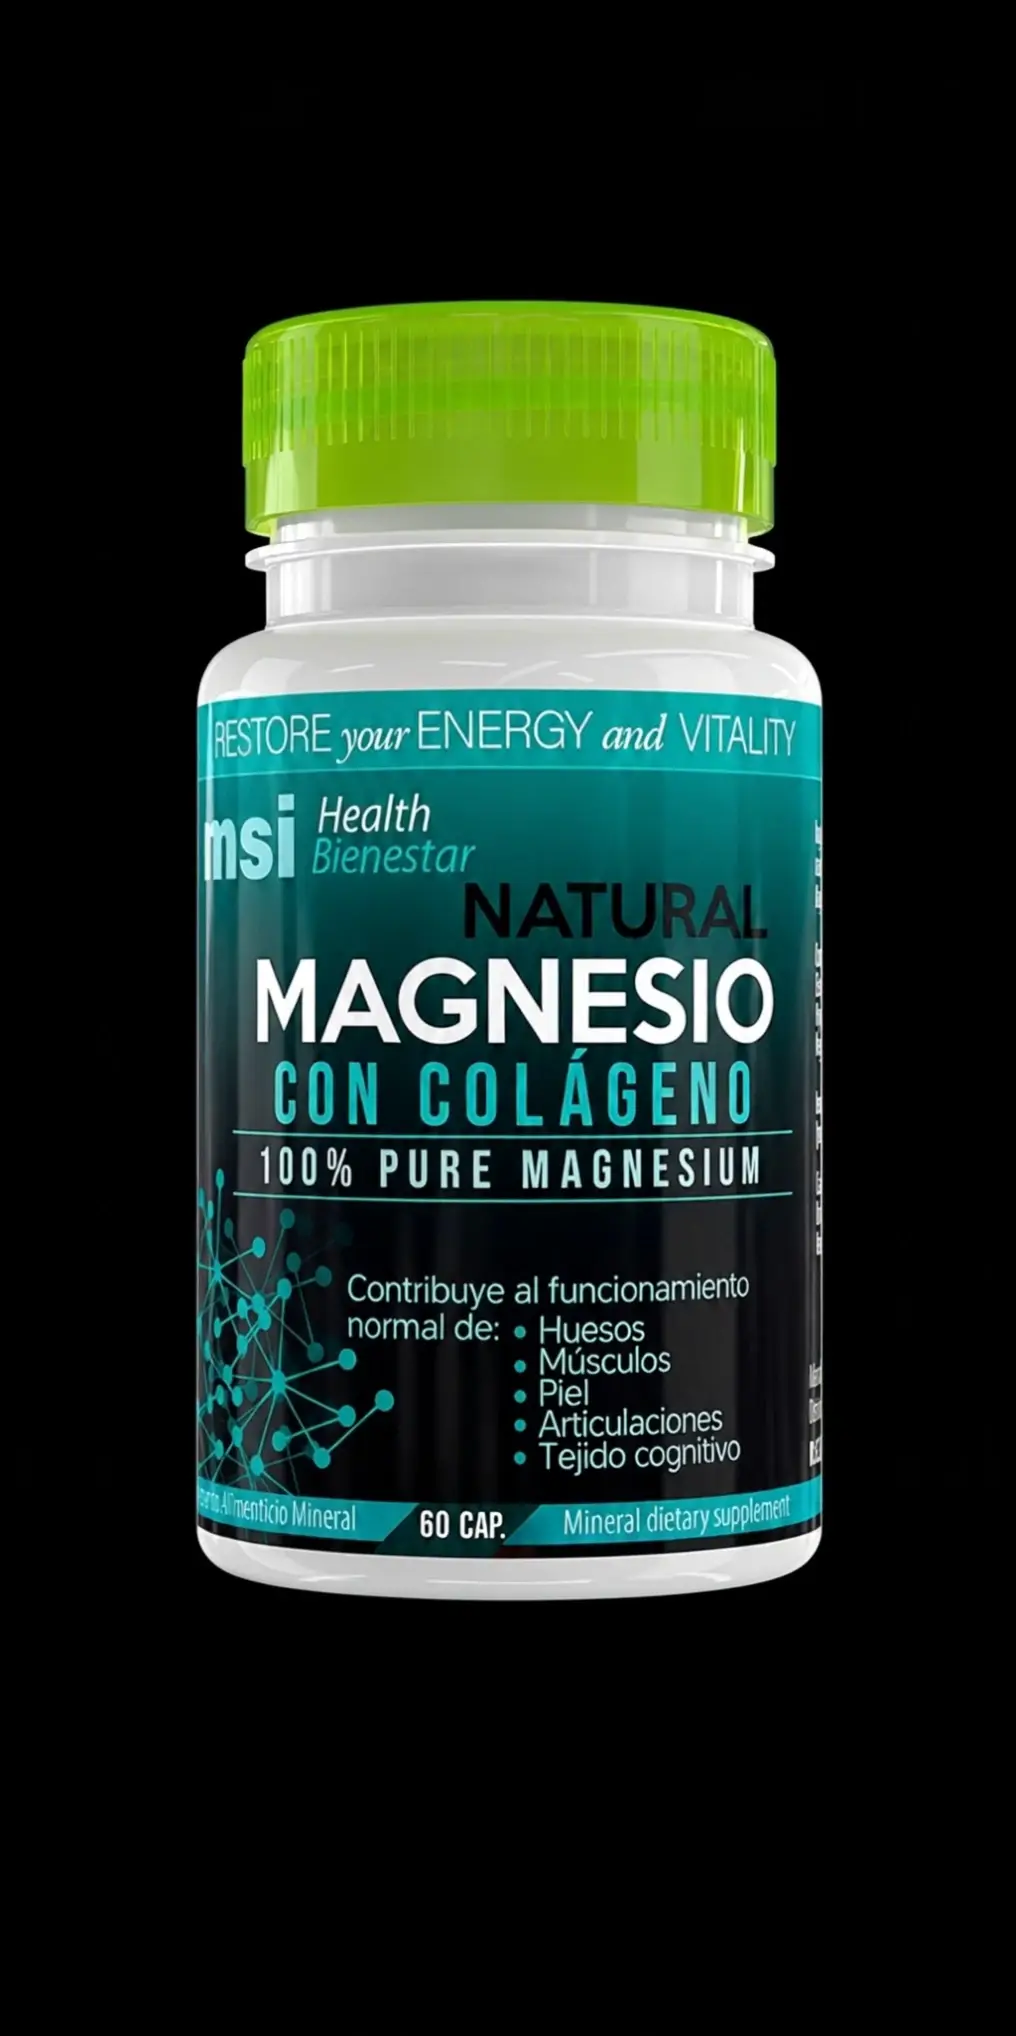 RESTORE your ENERGY and VITALITY
msi Health
Bienestar
NATURAL
MAGNESIO
CON COLÁGENO
100% PURE MAGNESIUM
Contribuye al funcionamiento
normal de: • Huesos
• Músculos
• Piel
• Articulaciones
• Tejido cognitivo
Alimenticio Mineral 60 CAP. Mineral dietary supplement